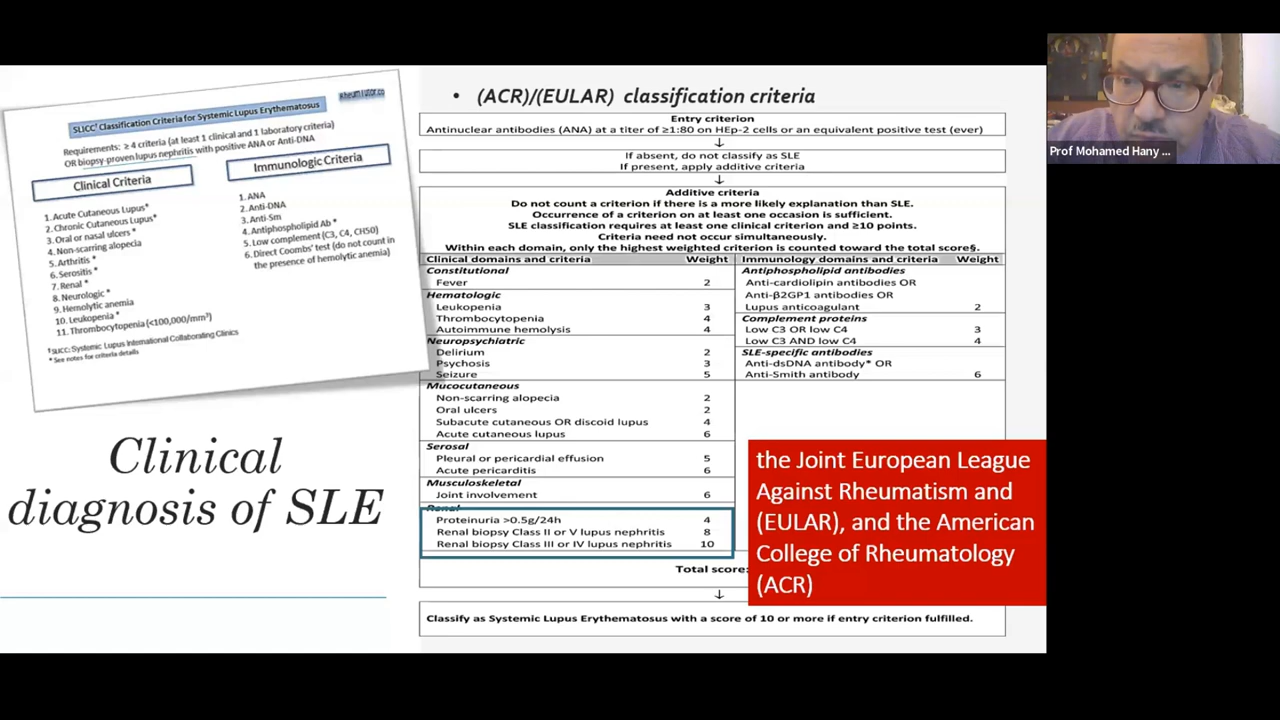 RheumTutor.co
SLICC† Classification Criteria for Systemic Lupus Erythematosus
Requirements: ≥ 4 criteria (at least 1 clinical and 1 laboratory criteria)
OR biopsy-proven lupus nephritis with positive ANA or Anti-DNA
Clinical Criteria
1. Acute Cutaneous Lupus*
2. Chronic Cutaneous Lupus*
3. Oral or nasal ulcers *
4. Non-scarring alopecia
5. Arthritis *
6. Serositis *
7. Renal *
8. Neurologic *
9. Hemolytic anemia
10. Leukopenia *
11. Thrombocytopenia (<100,000/mm³)
Immunologic Criteria
1. ANA
2. Anti-DNA
3. Anti-Sm
4. Antiphospholipid Ab *
5. Low complement (C3, C4, CH50)
6. Direct Coombs' test (do not count in
the presence of hemolytic anemia)
†SLICC: Systemic Lupus International Collaborating Clinics
* See notes for criteria details
Clinical
diagnosis of SLE
• (ACR)/(EULAR) classification criteria
Entry criterion
Antinuclear antibodies (ANA) at a titer of ≥1:80 on HEp-2 cells or an equivalent positive test (ever)
↓
If absent, do not classify as SLE
If present, apply additive criteria
↓
Additive criteria
Do not count a criterion if there is a more likely explanation than SLE.
Occurrence of a criterion on at least one occasion is sufficient.
SLE classification requires at least one clinical criterion and ≥10 points.
Criteria need not occur simultaneously.
Within each domain, only the highest weighted criterion is counted toward the total score§.
Clinical domains and criteria Weight
Constitutional
Fever 2
Hematologic
Leukopenia 3
Thrombocytopenia 4
Autoimmune hemolysis 4
Neuropsychiatric
Delirium 2
Psychosis 3
Seizure 5
Mucocutaneous
Non-scarring alopecia 2
Oral ulcers 2
Subacute cutaneous OR discoid lupus 4
Acute cutaneous lupus 6
Serosal
Pleural or pericardial effusion 5
Acute pericarditis 6
Musculoskeletal
Joint involvement 6
Renal
Proteinuria >0.5g/24h 4
Renal biopsy Class II or V lupus nephritis 8
Renal biopsy Class III or IV lupus nephritis 10
Immunology domains and criteria Weight
Antiphospholipid antibodies
Anti-cardiolipin antibodies OR
Anti-β2GP1 antibodies OR
Lupus anticoagulant 2
Complement proteins
Low C3 OR low C4 3
Low C3 AND low C4 4
SLE-specific antibodies
Anti-dsDNA antibody* OR
Anti-Smith antibody 6
Total score:
↓
Classify as Systemic Lupus Erythematosus with a score of 10 or more if entry criterion fulfilled.
the Joint European League
Against Rheumatism and
(EULAR), and the American
College of Rheumatology
(ACR)
Prof Mohamed Hany ...